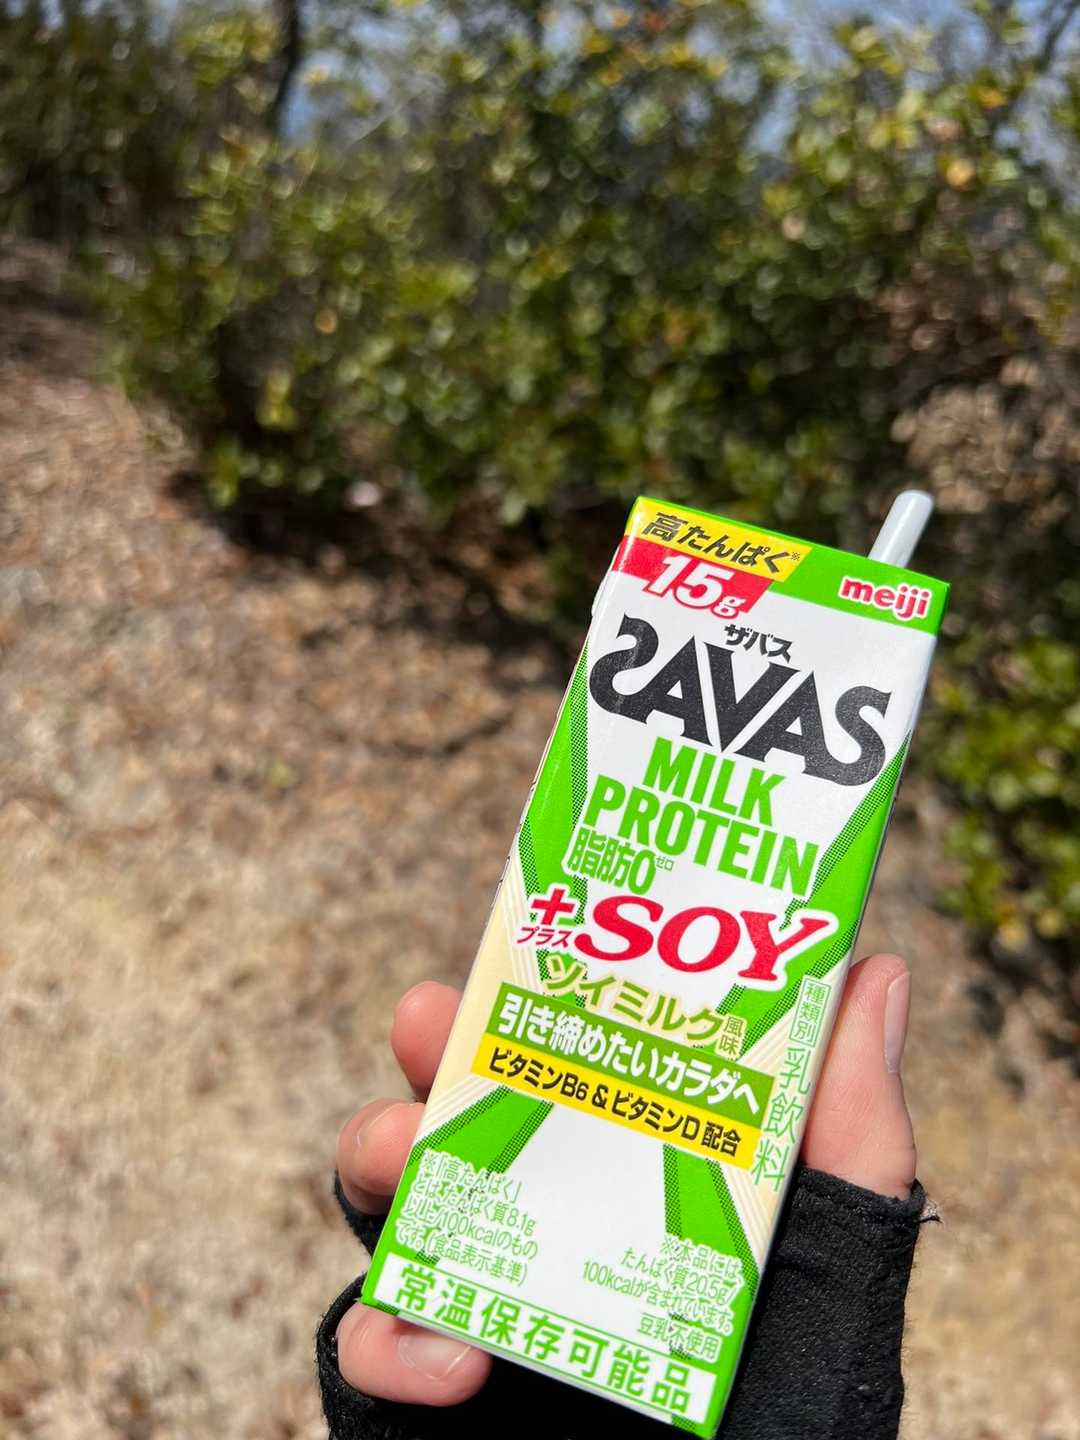 高たんぱく※
15g
meiji
ザバス
SAVAS
MILK
PROTEIN
脂肪0ゼロ
+プラス SOY
ソイミルク風味
引き締めたいカラダへ
ビタミンB6&ビタミンD配合
種類別 乳飲料
※「高たんぱく」
とは、たんぱく質8.1g
以上/100kcalのもの
です。(食品表示基準)
※本品には
たんぱく質20.5g/
100kcalが含まれています。
豆乳不使用
常温保存可能品